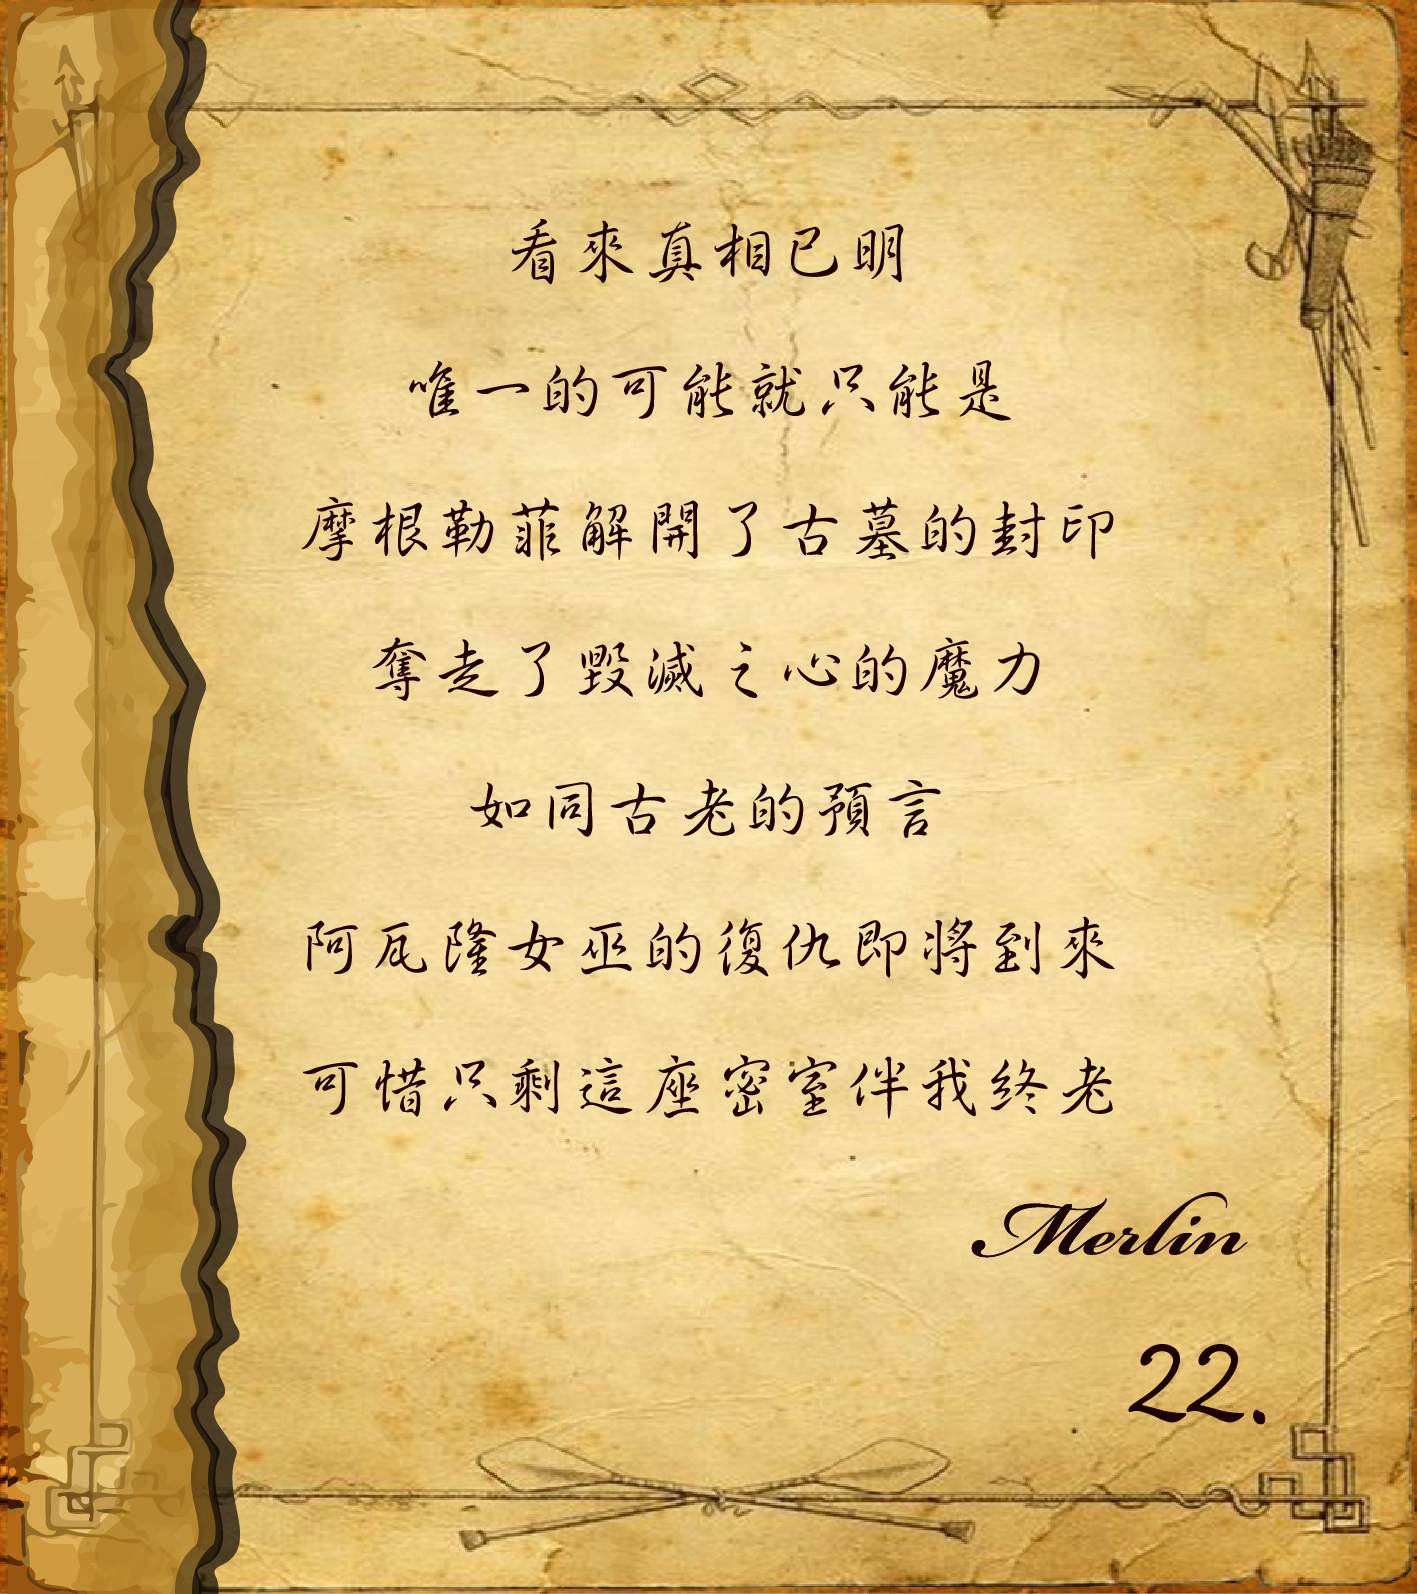 看來真相已明
唯一的可能就只能是
摩根勒菲解開了古墓的封印
奪走了毀滅之心的魔力
如同古老的預言
阿瓦隆女巫的復仇即將到來
可惜只剩這座密室伴我終老
Merlin
22.